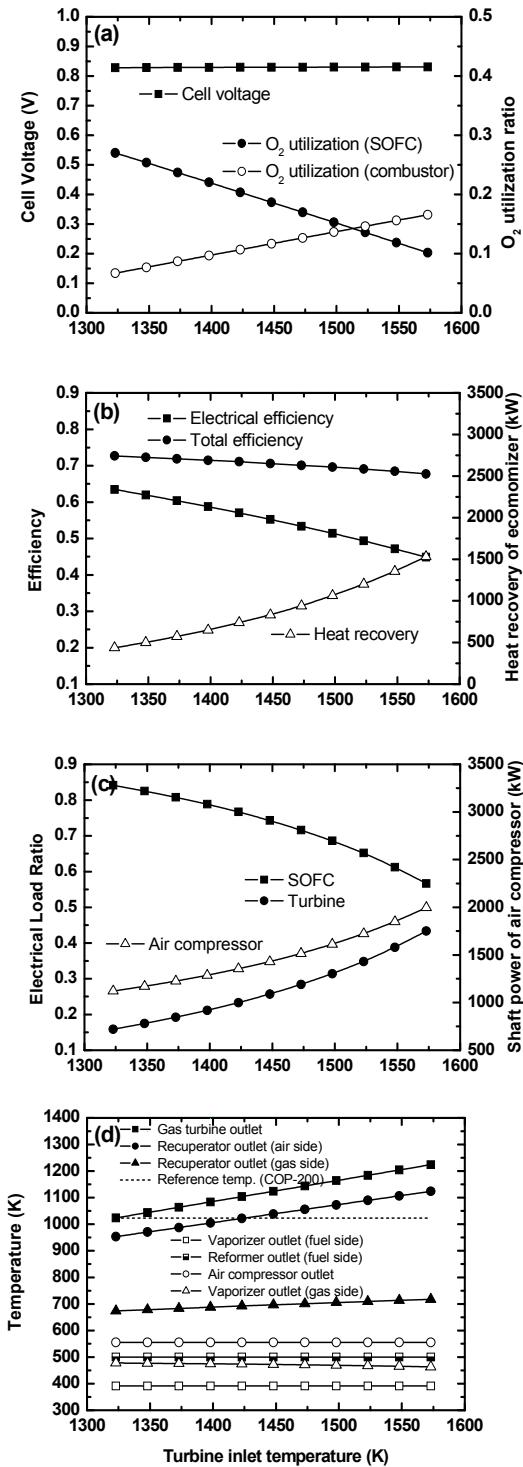 (a)
1.0
0.9
0.8
0.7
0.6
0.5
0.4
0.3
0.2
0.1
0.0
Cell Voltage (V)
Cell voltage
O2 utilization (SOFC)
O2 utilization (combustor)
0.5
0.4
0.3
0.2
0.1
0.0
O2 utilization ratio
1300 1350 1400 1450 1500 1550 1600
(b)
0.9
0.8
0.7
0.6
0.5
0.4
0.3
0.2
0.1
Efficiency
Electrical efficiency
Total efficiency
Heat recovery
3500
3000
2500
2000
1500
1000
500
0
Heat recovery of ecomomizer (kW)
1300 1350 1400 1450 1500 1550 1600
(c)
0.9
0.8
0.7
0.6
0.5
0.4
0.3
0.2
0.1
Electrical Load Ratio
SOFC
Turbine
Air compressor
3500
3000
2500
2000
1500
1000
500
Shaft power of air compressor (kW)
1300 1350 1400 1450 1500 1550 1600
(d)
1400
1300
1200
1100
1000
900
800
700
600
500
400
300
Temperature (K)
Gas turbine outlet
Recuperator outlet (air side)
Recuperator outlet (gas side)
Reference temp. (COP-200)
Vaporizer outlet (fuel side)
Reformer outlet (fuel side)
Air compressor outlet
Vaporizer outlet (gas side)
1300 1350 1400 1450 1500 1550 1600
Turbine inlet temperature (K)